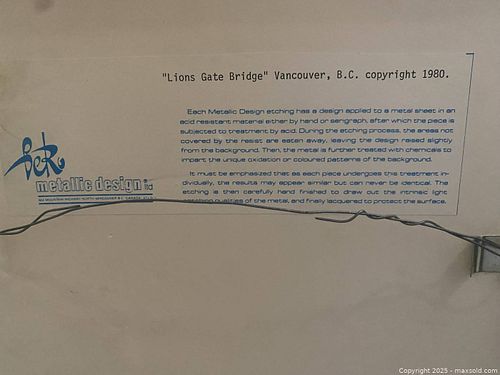 "Lions Gate Bridge" Vancouver, B.C. copyright 1980.
Each Metallic Design etching has a design applied to a metal sheet in an
acid resistant material either by hand or serigraph, after which the piece is
subjected to treatment by acid. During the etching process, the areas not
covered by the resist are eaten away, leaving the design raised slightly
from the background. Then, the metal is further treated with chemicals to
impart the unique oxidation or coloured patterns of the background.
It must be emphasized that as each piece undergoes this treatment in-
dividually, the results may appear similar but can never be identical. The
etching is then carefully hand finished to draw out the intrinsic light
qualities of the metal, and finally lacquered to protect the surface.
metallic design ltd
Copyright 2025 - maxsold.com